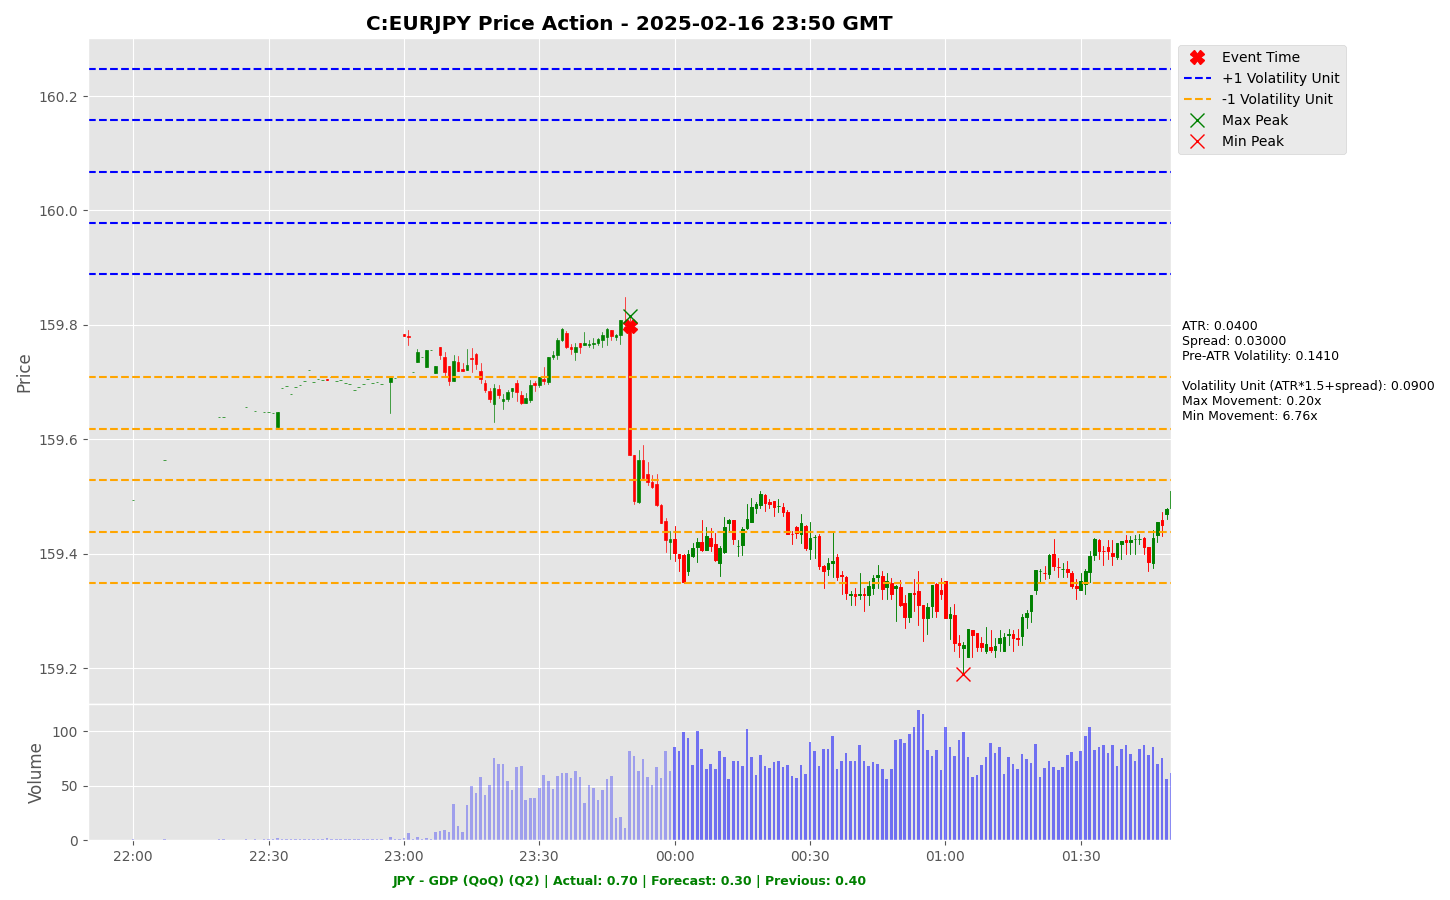 C:EURJPY Price Action - 2025-02-16 23:50 GMT
Event Time
+1 Volatility Unit
-1 Volatility Unit
Max Peak
Min Peak
Price
160.2
160.0
159.8
159.6
159.4
159.2
ATR: 0.0400
Spread: 0.03000
Pre-ATR Volatility: 0.1410
Volatility Unit (ATR*1.5+spread): 0.0900
Max Movement: 0.20x
Min Movement: 6.76x
Volume
100
50
0
22:00 22:30 23:00 23:30 00:00 00:30 01:00 01:30
JPY - GDP (QoQ) (Q2) | Actual: 0.70 | Forecast: 0.30 | Previous: 0.40